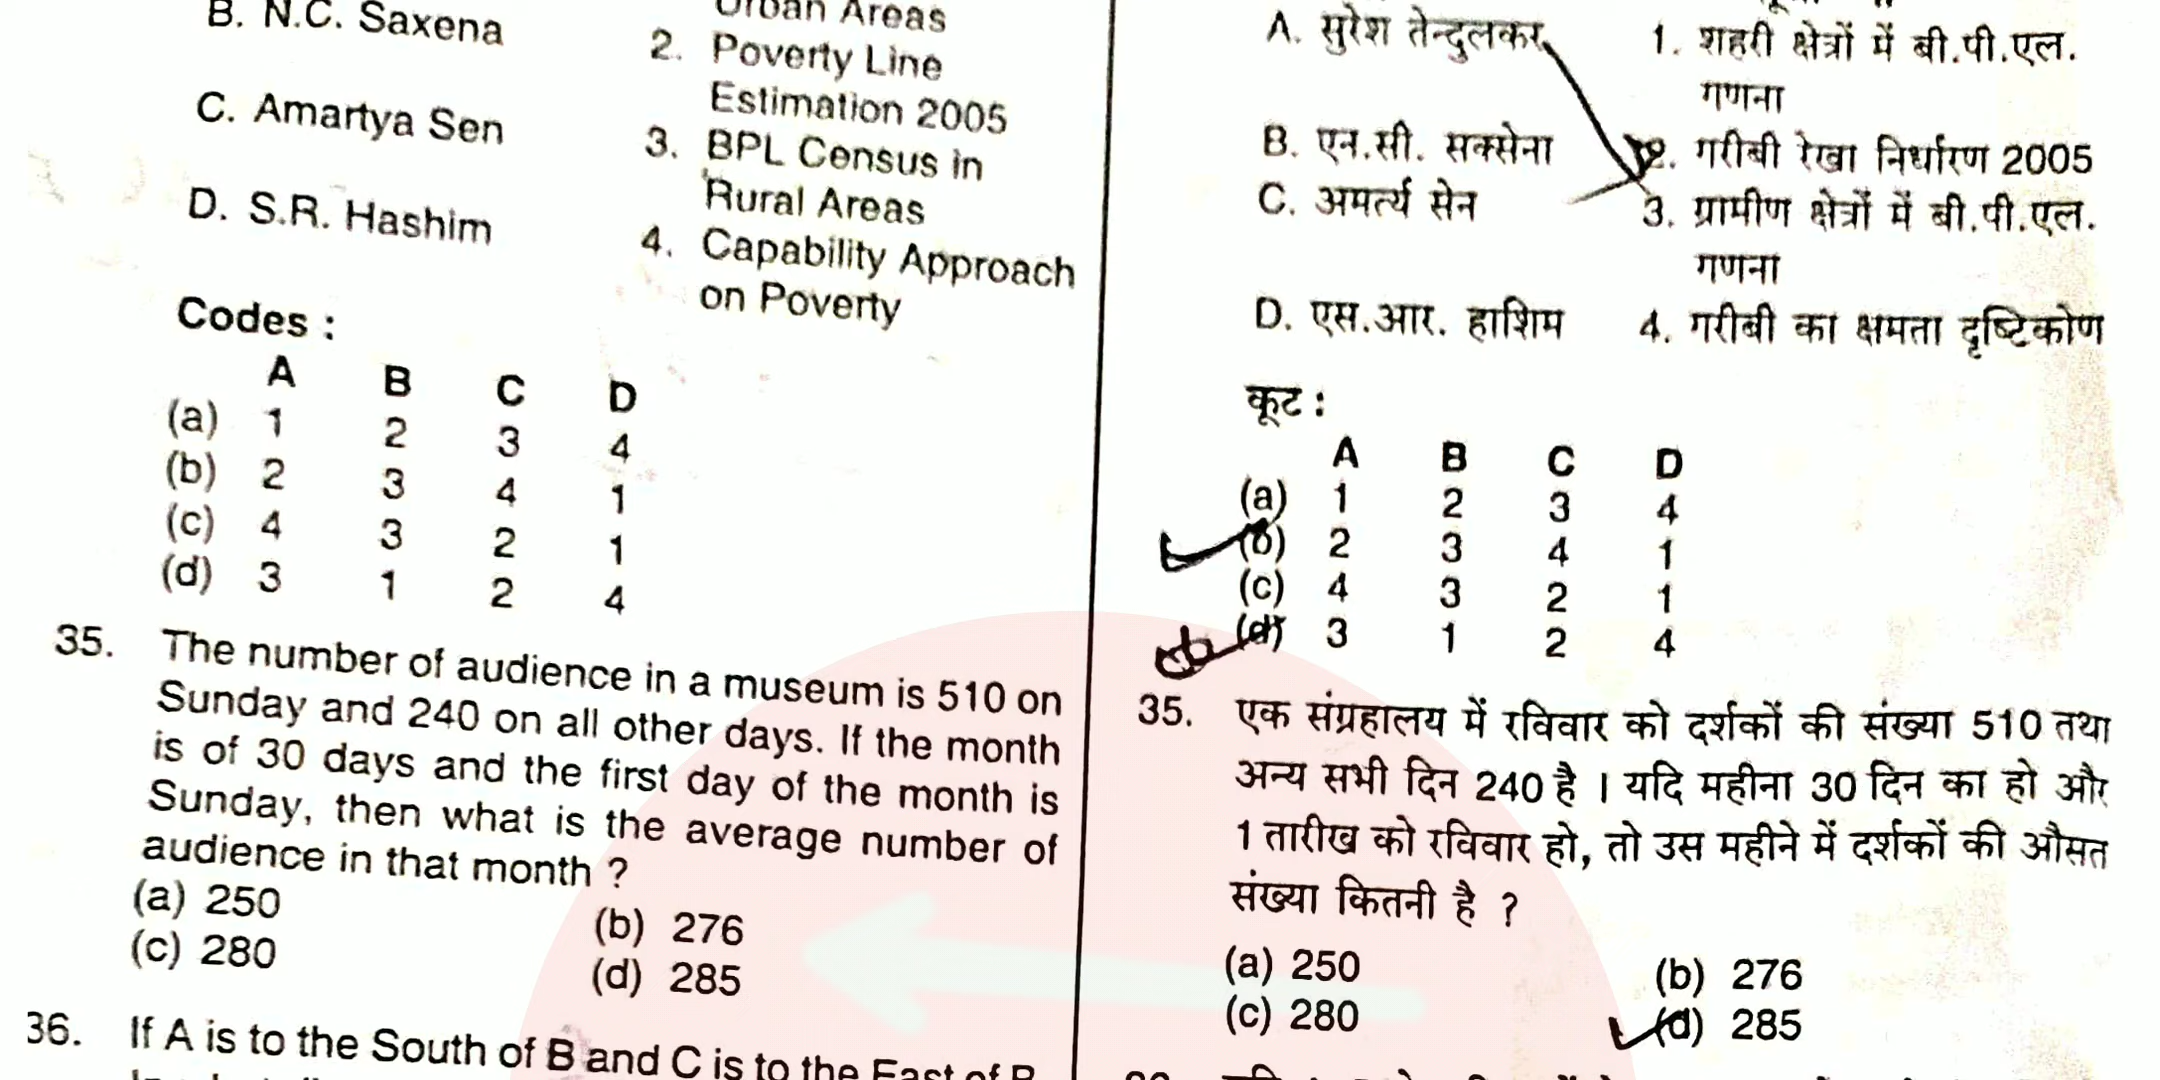 B. N.C. Saxena
Urban Areas
2. Poverty Line
Estimation 2005
C. Amartya Sen
3. BPL Census in
Rural Areas
D. S.R. Hashim
4. Capability Approach
on Poverty
Codes :
A B C D
(a) 1 2 3 4
(b) 2 3 4 1
(c) 4 3 2 1
(d) 3 1 2 4
35. The number of audience in a museum is 510 on
Sunday and 240 on all other days. If the month
is of 30 days and the first day of the month is
Sunday, then what is the average number of
audience in that month ?
(a) 250 (b) 276
(c) 280 (d) 285
36. If A is to the South of B and C is to the East of B
A. सुरेश तेन्दुलकर 1. शहरी क्षेत्रों में बी.पी.एल.
गणना
B. एन.सी. सक्सेना 2. गरीबी रेखा निर्धारण 2005
C. अमर्त्य सेन 3. ग्रामीण क्षेत्रों में बी.पी.एल.
गणना
D. एस.आर. हाशिम 4. गरीबी का क्षमता दृष्टिकोण
कूट :
A B C D
(a) 1 2 3 4
(b) 2 3 4 1
(c) 4 3 2 1
(d) 3 1 2 4
35. एक संग्रहालय में रविवार को दर्शकों की संख्या 510 तथा
अन्य सभी दिन 240 है । यदि महीना 30 दिन का हो और
1 तारीख को रविवार हो, तो उस महीने में दर्शकों की औसत
संख्या कितनी है ?
(a) 250 (b) 276
(c) 280 (d) 285